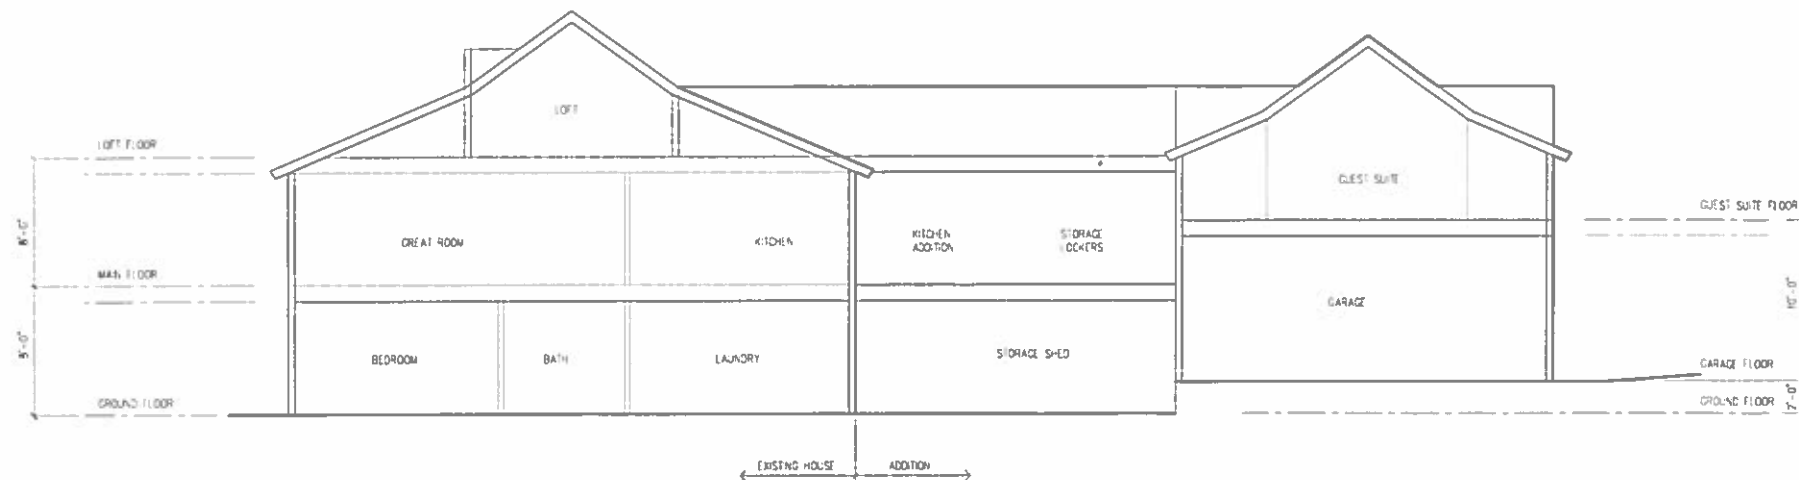 LOFT
LOFT FLOOR
GUEST SUITE
GUEST SUITE FLOOR
GREAT ROOM
KITCHEN
KITCHEN
ADDITION
STORAGE
LOCKERS
8'-0"
MAIN FLOOR
GARAGE
10'-0"
BEDROOM
BATH
LAUNDRY
STORAGE SHED
8'-0"
GARAGE FLOOR
GROUND FLOOR
GROUND FLOOR
2'-0"
EXISTING HOUSE
ADDITION